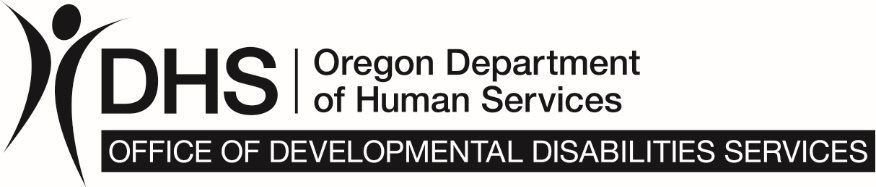 DHS
Oregon Department
of Human Services
OFFICE OF DEVELOPMENTAL DISABILITIES SERVICES